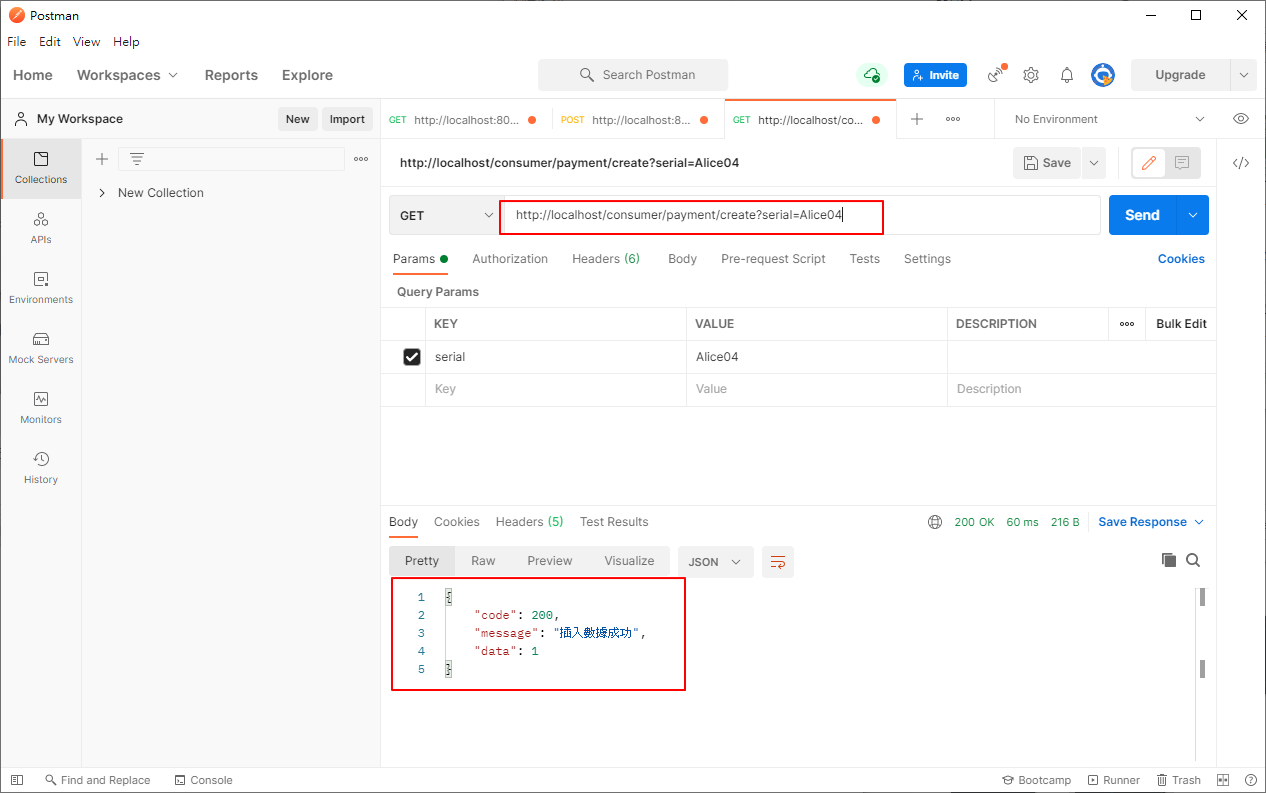 Postman
File Edit View Help
Home Workspaces Reports Explore Search Postman Invite Upgrade
My Workspace New Import GET http://localhost:80... POST http://localhost:8... GET http://localhost/co... No Environment
Collections
New Collection
APIs
Environments
Mock Servers
Monitors
History
http://localhost/consumer/payment/create?serial=Alice04 Save
GET http://localhost/consumer/payment/create?serial=Alice04 Send
Params Authorization Headers (6) Body Pre-request Script Tests Settings Cookies
Query Params
KEY VALUE DESCRIPTION Bulk Edit
serial Alice04
Key Value Description
Body Cookies Headers (5) Test Results 200 OK 60 ms 216 B Save Response
Pretty Raw Preview Visualize JSON
1 {
2 "code": 200,
3 "message": "插入數據成功",
4 "data": 1
5 }
Find and Replace Console Bootcamp Runner Trash